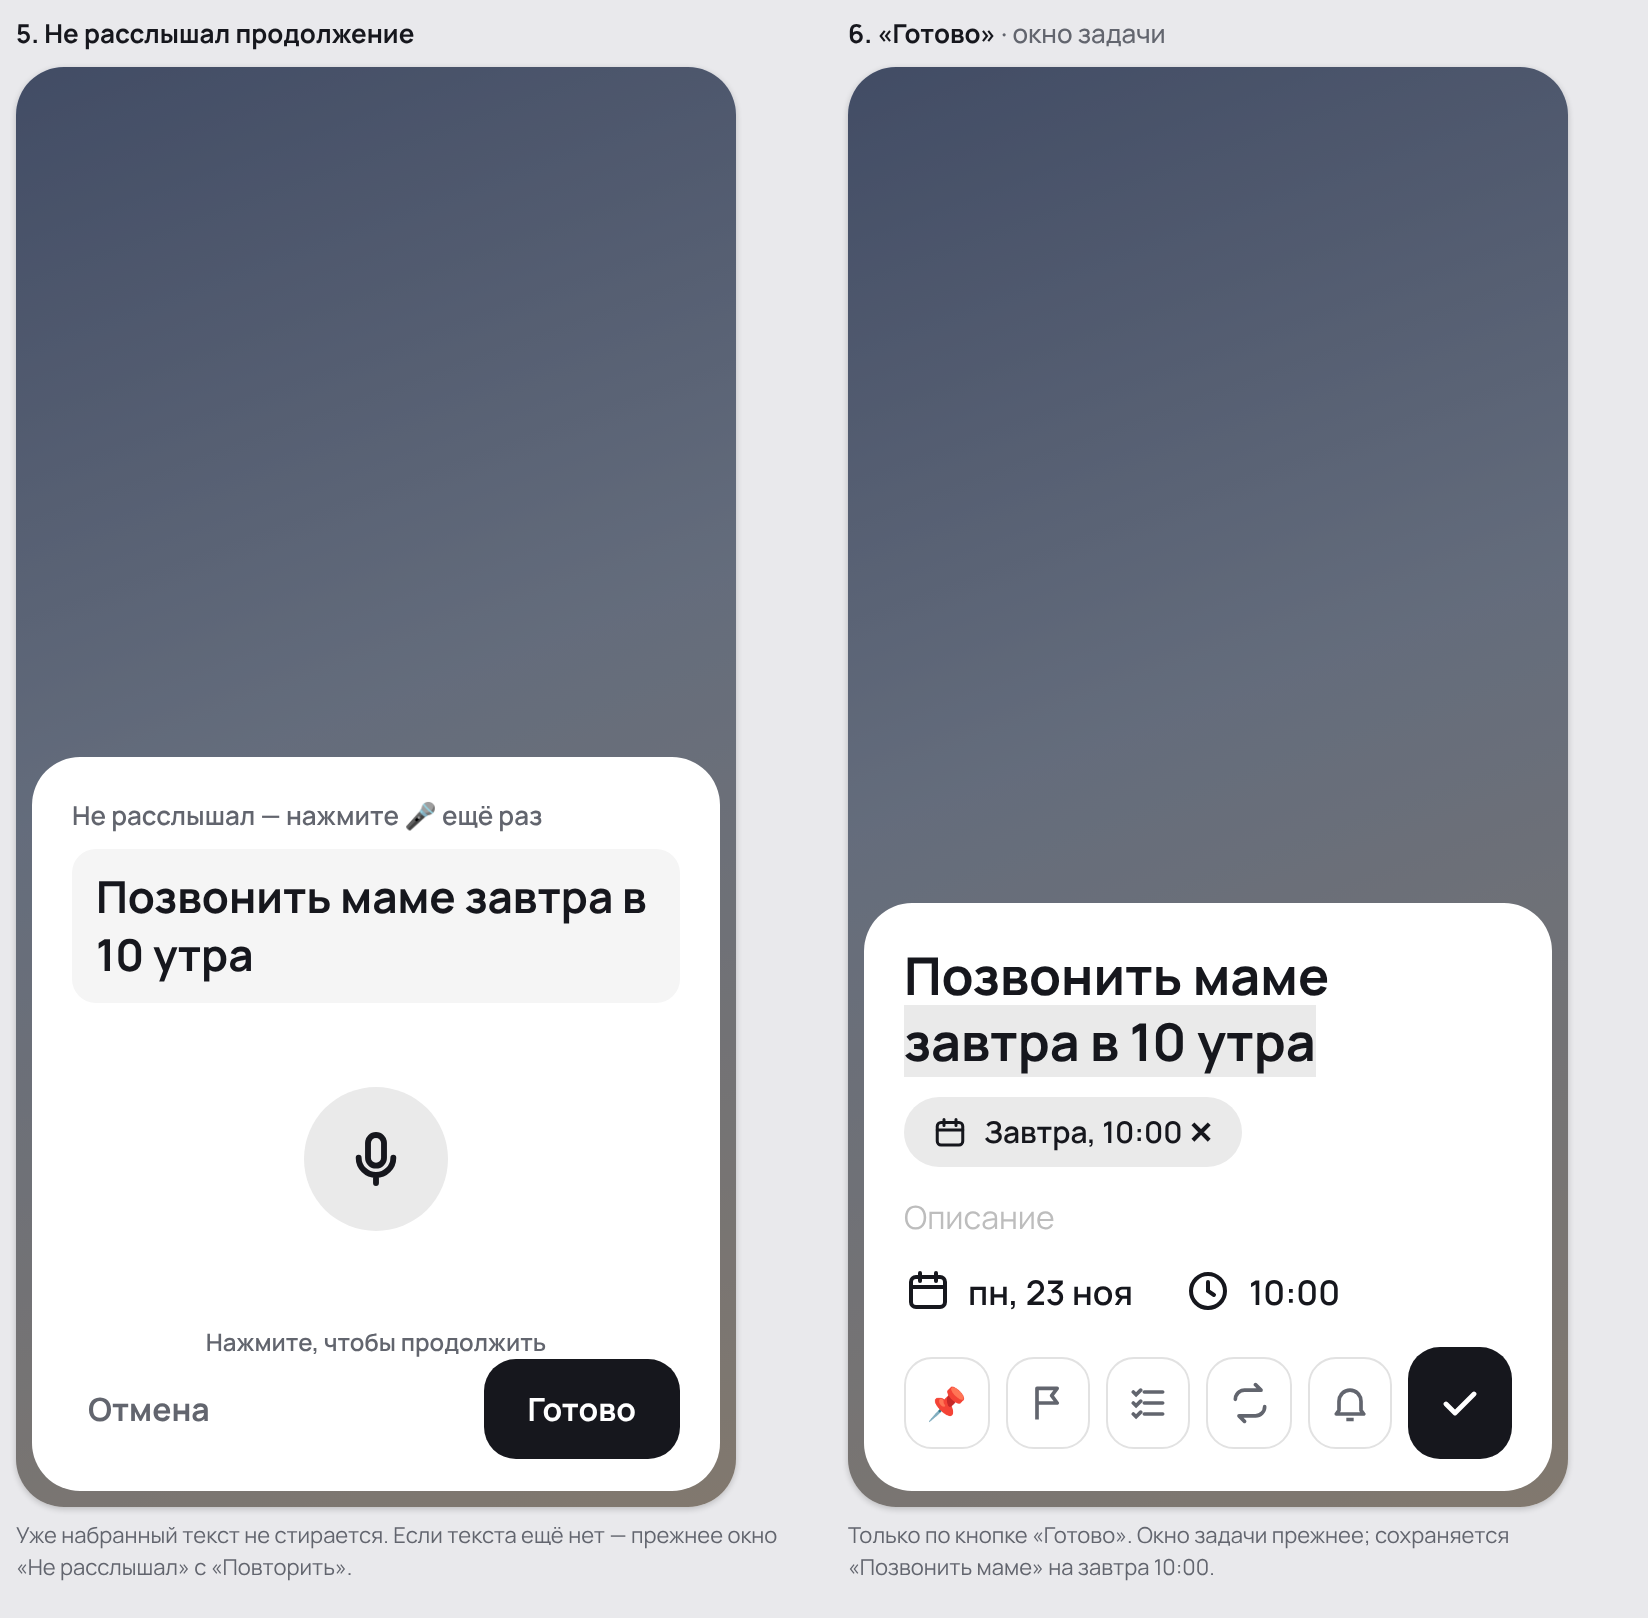 5. Не расслышал продолжение
Не расслышал — нажмите 🎤 ещё раз
Позвонить маме завтра в
10 утра
Нажмите, чтобы продолжить
Отмена
Готово
Уже набранный текст не стирается. Если текста ещё нет — прежнее окно
«Не расслышал» с «Повторить».
6. «Готово» · окно задачи
Позвонить маме
завтра в 10 утра
Завтра, 10:00 ✕
Описание
пн, 23 ноя
10:00
Только по кнопке «Готово». Окно задачи прежнее; сохраняется
«Позвонить маме» на завтра 10:00.